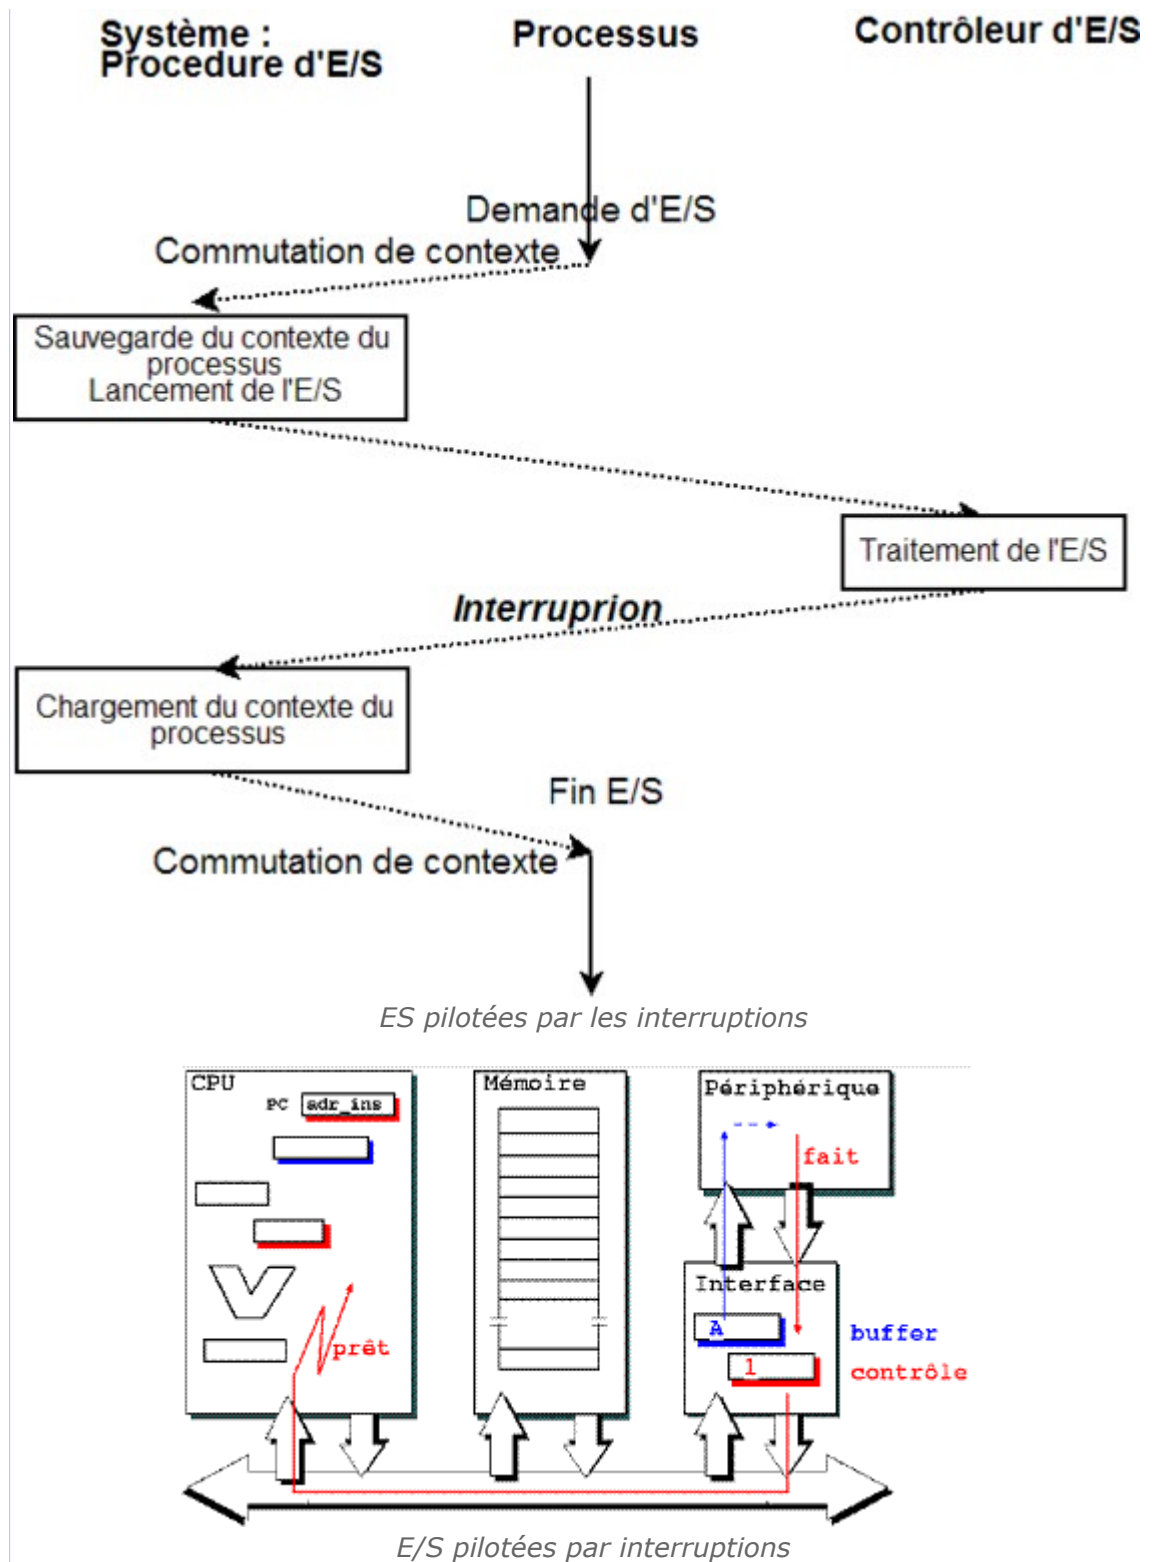 Système :
Procedure d'E/S
Processus
Contrôleur d'E/S
Demande d'E/S
Commutation de contexte
Sauvegarde du contexte du
processus
Lancement de l'E/S
Traitement de l'E/S
Interruprion
Chargement du contexte du
processus
Fin E/S
Commutation de contexte
ES pilotées par les interruptions
CPU
PC adr_ins
prêt
Mémoire
Périphérique
fait
Interface
A
buffer
1
contrôle
E/S pilotées par interruptions